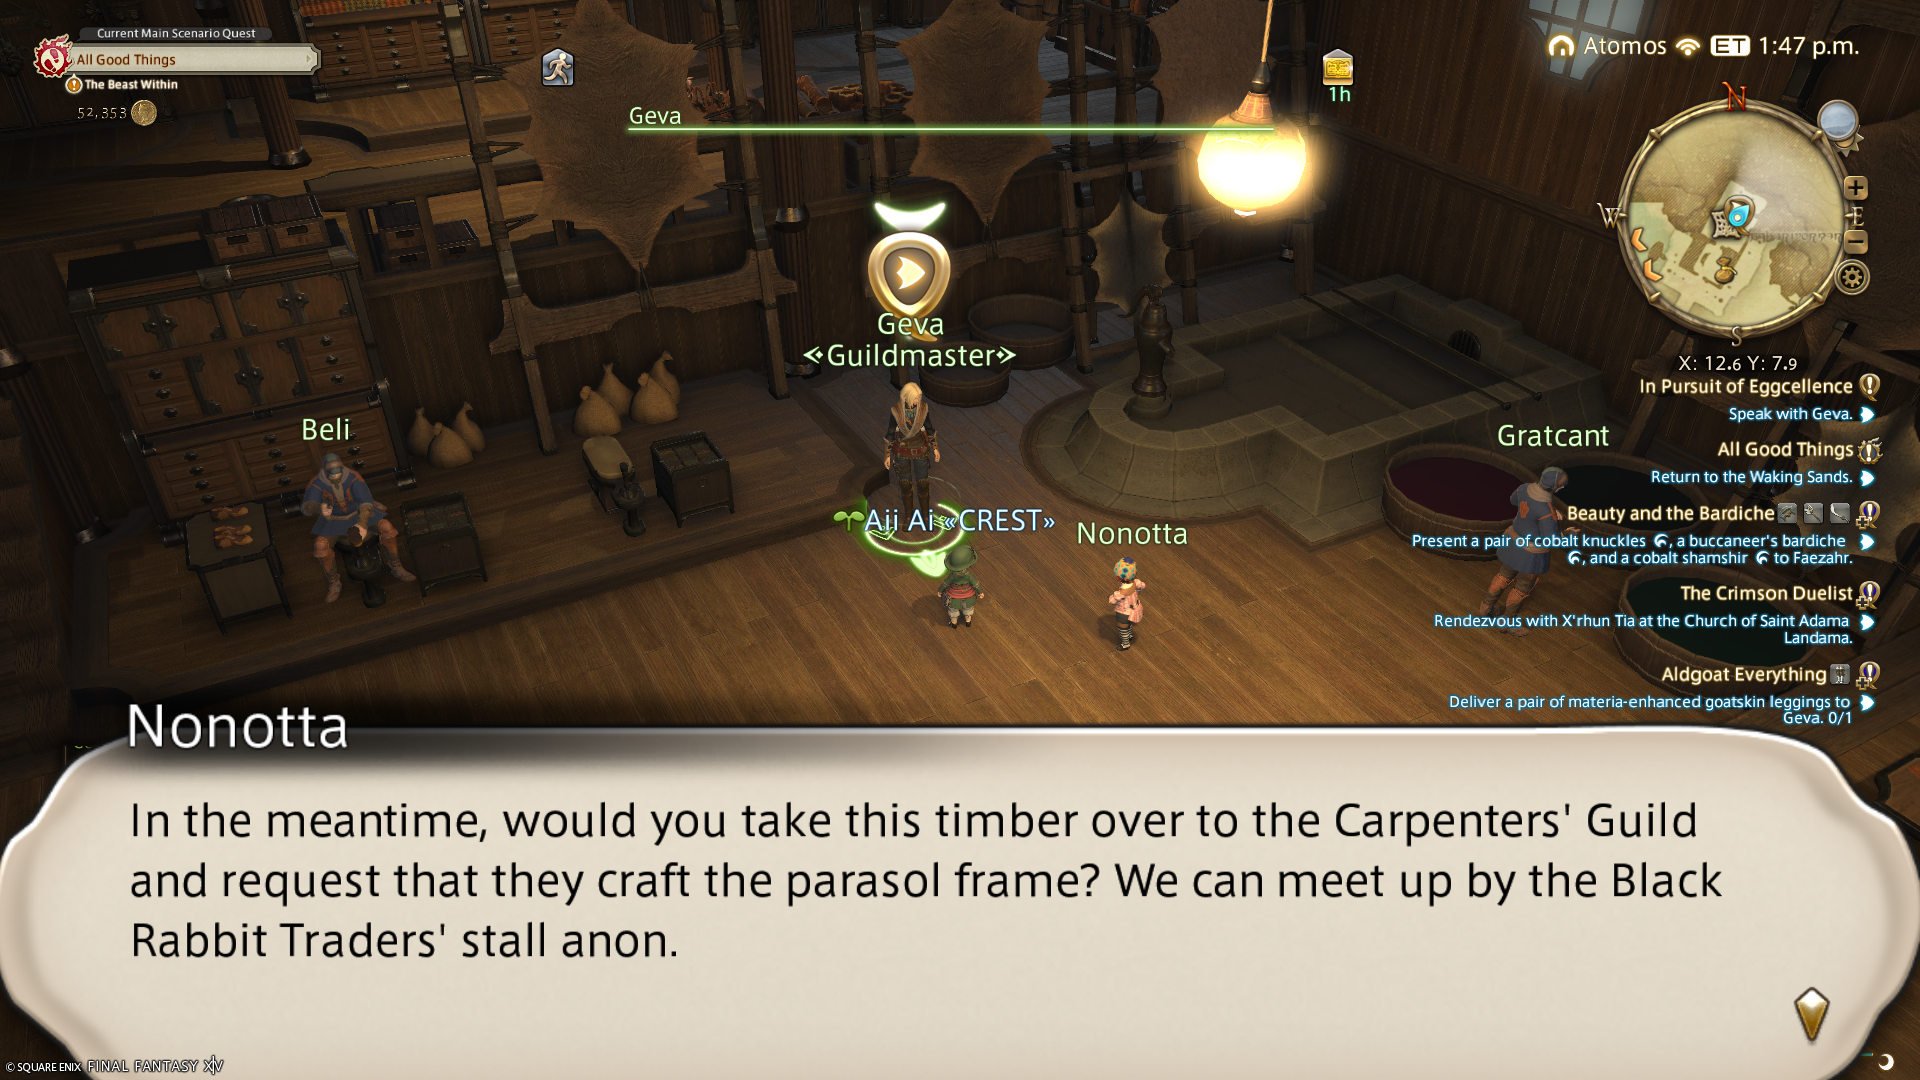 Current Main Scenario Quest
All Good Things
The Beast Within
52,353
Geva
1h
Atomos ET 1:47 p.m.
N
W
E
S
X: 12.6 Y: 7.9
In Pursuit of Eggcellence
Speak with Geva.
All Good Things
Return to the Waking Sands.
Beauty and the Bardiche
Present a pair of cobalt knuckles , a buccaneer's bardiche
, and a cobalt shamshir to Faezahr.
The Crimson Duelist
Rendezvous with X'rhun Tia at the Church of Saint Adama
Landama.
Aldgoat Everything
Deliver a pair of materia-enhanced goatskin leggings to
Geva. 0/1
Geva
Guildmaster
Beli
Gratcant
Aji Ai «CREST»
Nonotta
Nonotta
In the meantime, would you take this timber over to the Carpenters' Guild
and request that they craft the parasol frame? We can meet up by the Black
Rabbit Traders' stall anon.
© SQUARE ENIX FINAL FANTASY XIV